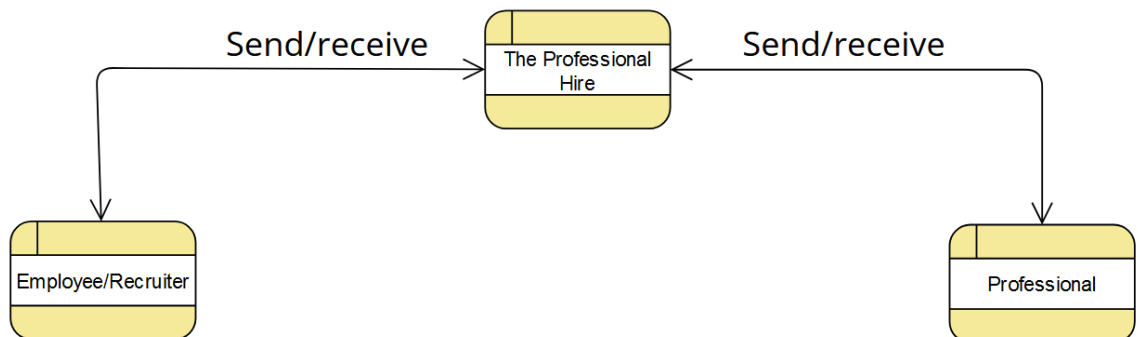 Send/receive
Send/receive
The Professional
Hire
Employee/Recruiter
Professional